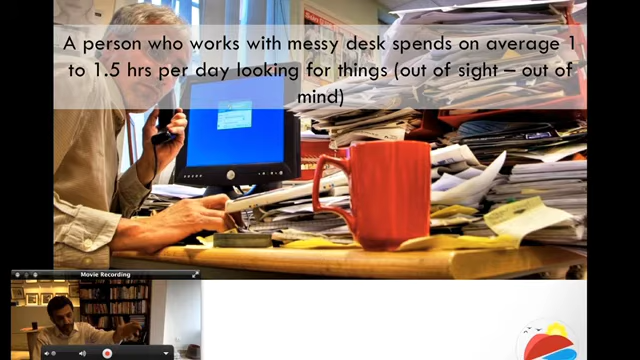 A person who works with messy desk spends on average 1
to 1.5 hrs per day looking for things (out of sight – out of
mind)
Movie Recording